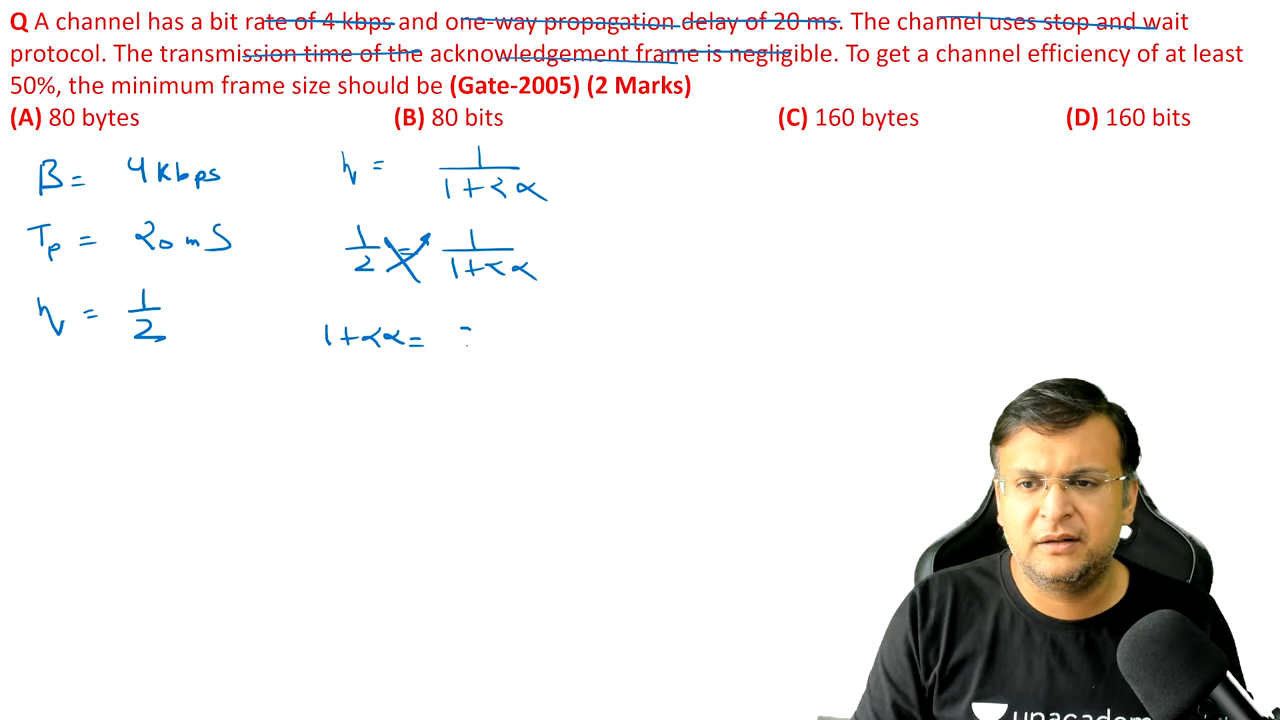 Q A channel has a bit rate of 4 kbps and one-way propagation delay of 20 ms. The channel uses stop and wait
protocol. The transmission time of the acknowledgement frame is negligible. To get a channel efficiency of at least
50%, the minimum frame size should be (Gate-2005) (2 Marks)
(A) 80 bytes (B) 80 bits (C) 160 bytes (D) 160 bits
B = 4 Kbps
Tp = 20 mS
η = 1/2
η = 1/(1+2α)
1/2 = 1/(1+2α)
1+2α =
unacadem